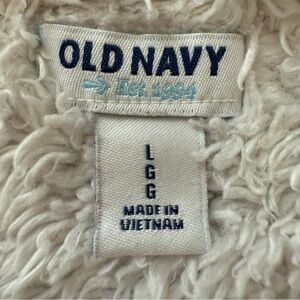 OLD NAVY
Est. 1994
L
G
G
MADE IN
VIETNAM